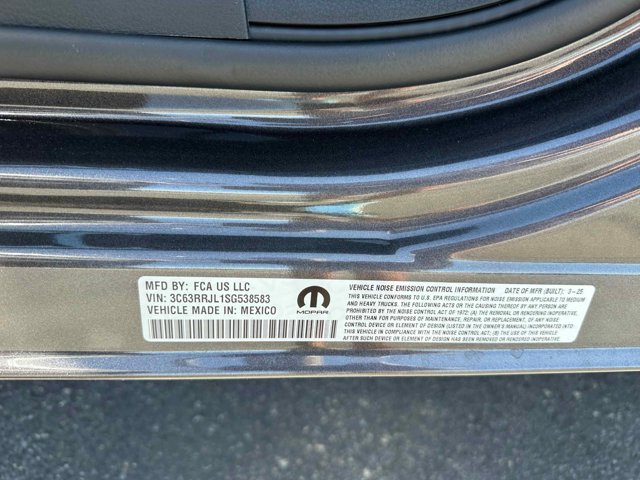 MFD BY: FCA US LLC
VIN: 3C63RRJL1SG538583
VEHICLE MADE IN: MEXICO
MOPAR
VEHICLE NOISE EMISSION CONTROL INFORMATION DATE OF MFR (BUILT): 3-25
THIS VEHICLE CONFORMS TO U.S. EPA REGULATIONS FOR NOISE EMISSION APPLICABLE TO MEDIUM
AND HEAVY TRUCKS. THE FOLLOWING ACTS OR THE CAUSING THEREOF BY ANY PERSON ARE
PROHIBITED BY THE NOISE CONTROL ACT OF 1972: (A) THE REMOVAL OR RENDERING INOPERATIVE,
OTHER THAN FOR PURPOSES OF MAINTENANCE, REPAIR, OR REPLACEMENT, OF ANY NOISE
CONTROL DEVICE OR ELEMENT OF DESIGN (LISTED IN THE OWNER'S MANUAL) INCORPORATED INTO
THIS VEHICLE IN COMPLIANCE WITH THE NOISE CONTROL ACT; (B) THE USE OF THIS VEHICLE
AFTER SUCH DEVICE OR ELEMENT OF DESIGN HAS BEEN REMOVED OR RENDERED INOPERATIVE.